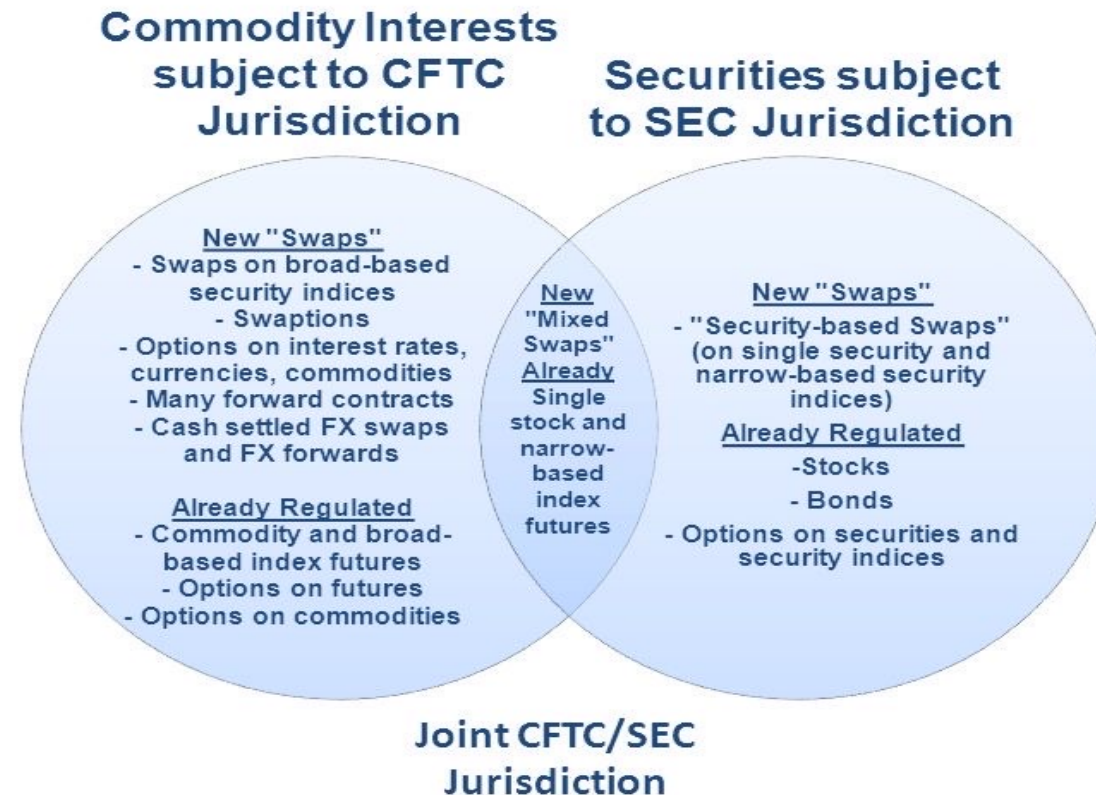 Commodity Interests
subject to CFTC
Jurisdiction
Securities subject
to SEC Jurisdiction
New "Swaps"
- Swaps on broad-based
security indices
- Swaptions
- Options on interest rates,
currencies, commodities
- Many forward contracts
- Cash settled FX swaps
and FX forwards
Already Regulated
- Commodity and broad-
based index futures
- Options on futures
- Options on commodities
New
"Mixed
Swaps"
Already
Single
stock and
narrow-
based
index
futures
New "Swaps"
- "Security-based Swaps"
(on single security and
narrow-based security
indices)
Already Regulated
-Stocks
- Bonds
- Options on securities and
security indices
Joint CFTC/SEC
Jurisdiction